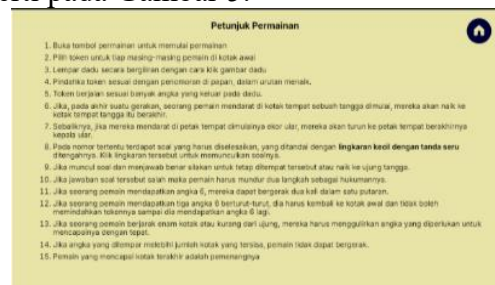 Petunjuk Permainan
1. Buka tombol permainan untuk memulai permainan
2. Pilih token untuk tiap masing-masing pemain di kotak awal
3. Lempar dadu secara bergiliran dengan cara klik gambar dadu
4. Pindahka token sesuai dengan penomoran di papan, dalam arutan menaik.
5. Token berjalan sesuai banyak angka yang keluar pada dadu.
6. Jika, pada akhir suatu gerakan, seorang pemain mendarat di kotak tempat sebuah tangga dimulai, mereka akan naik ke
kotak tempat tangga itu berakhir.
7. Sebaliknya, jika mereka mendarat di petak tempat dimulainya ekor ular, mereka akan turun ke petak tempat berakhirnya
kepala ular.
8. Pada nomor tertentu terdapat soal yang harus diselesaikan, yang ditandai dengan lingkaran kecil dengan tanda seru
ditengahnya. Klik lingkaran tersebut untuk memunculkan soalnya.
9. Jika muncul soal dan menjawab benar silakan untuk tetap ditempat tersebut atau naik ke ujung tangga.
10. Jika jawaban soal tersebut salah maka pemain harus mundur dua langkah sebagai hukumannya.
11. Jika seorang pemain mendapatkan angka 6, mereka dapat bergerak dua kali dalam satu putaran.
12. Jika seorang pemain mendapatkan tiga angka 6 berturut-turut, dia harus kembali ke kotak awal dan tidak boleh
memindahkan tokennya sampai dia mendapatkan angka 6 lagi.
13. Jika seorang pemain berjarak enam kotak atau kurang dari ujung, mereka harus menggulirkan angka yang diperlukan untuk
mencapainya dengan tepat.
14. Jika angka yang dilempar melebihi jumlah kotak yang tersisa, pemain tidak dapat bergerak.
15. Pemain yang mencapai kotak terakhir adalah pemenangnya